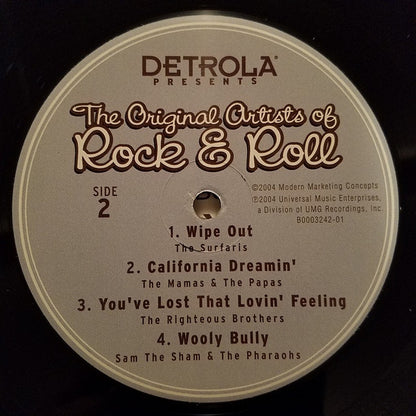 DETROLA®
PRESENTS
The Original Artists of
Rock & Roll
SIDE
2
©2004 Modern Marketing Concepts
℗2004 Universal Music Enterprises,
a Division of UMG Recordings, Inc.
B0003242-01
1. Wipe Out
The Surfaris
2. California Dreamin'
The Mamas & The Papas
3. You've Lost That Lovin' Feeling
The Righteous Brothers
4. Wooly Bully
Sam The Sham & The Pharaohs